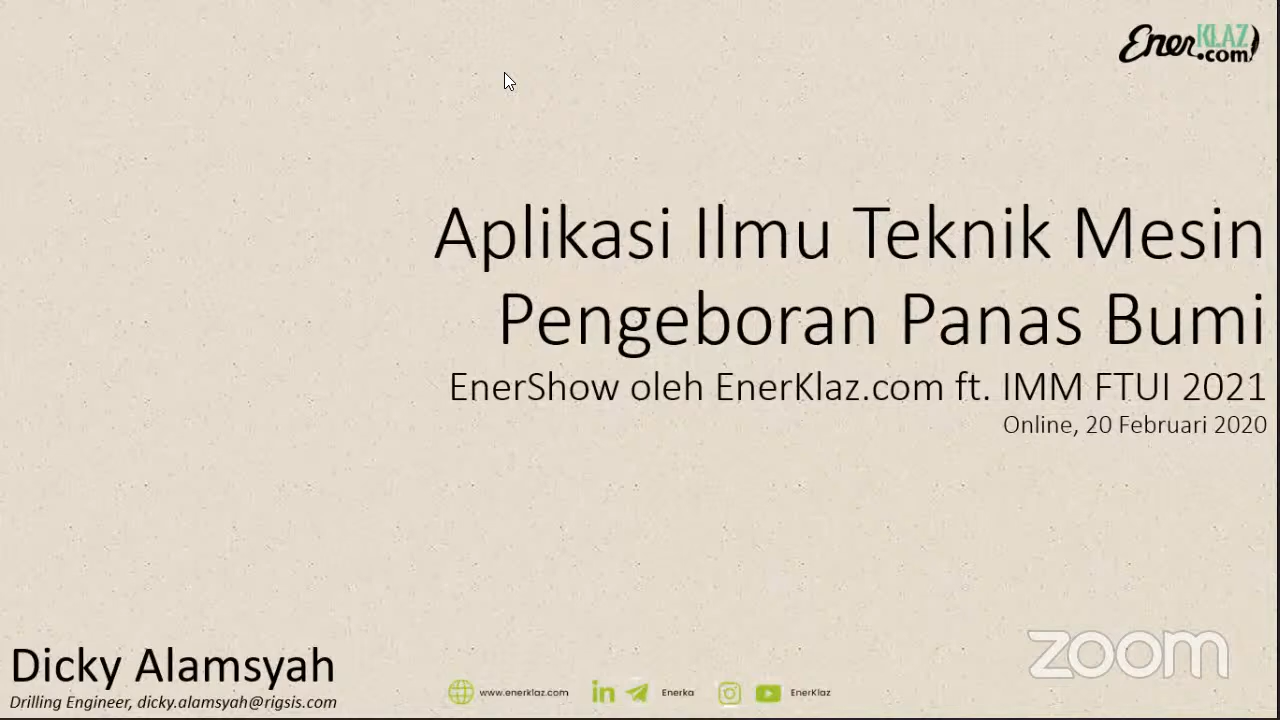 EnerKLAZ
.com
Aplikasi Ilmu Teknik Mesin
Pengeboran Panas Bumi
EnerShow oleh EnerKlaz.com ft. IMM FTUI 2021
Online, 20 Februari 2020
zoom
Dicky Alamsyah
Drilling Engineer, dicky.alamsyah@rigsis.com
www.enerklaz.com
in
Enerka
EnerKlaz